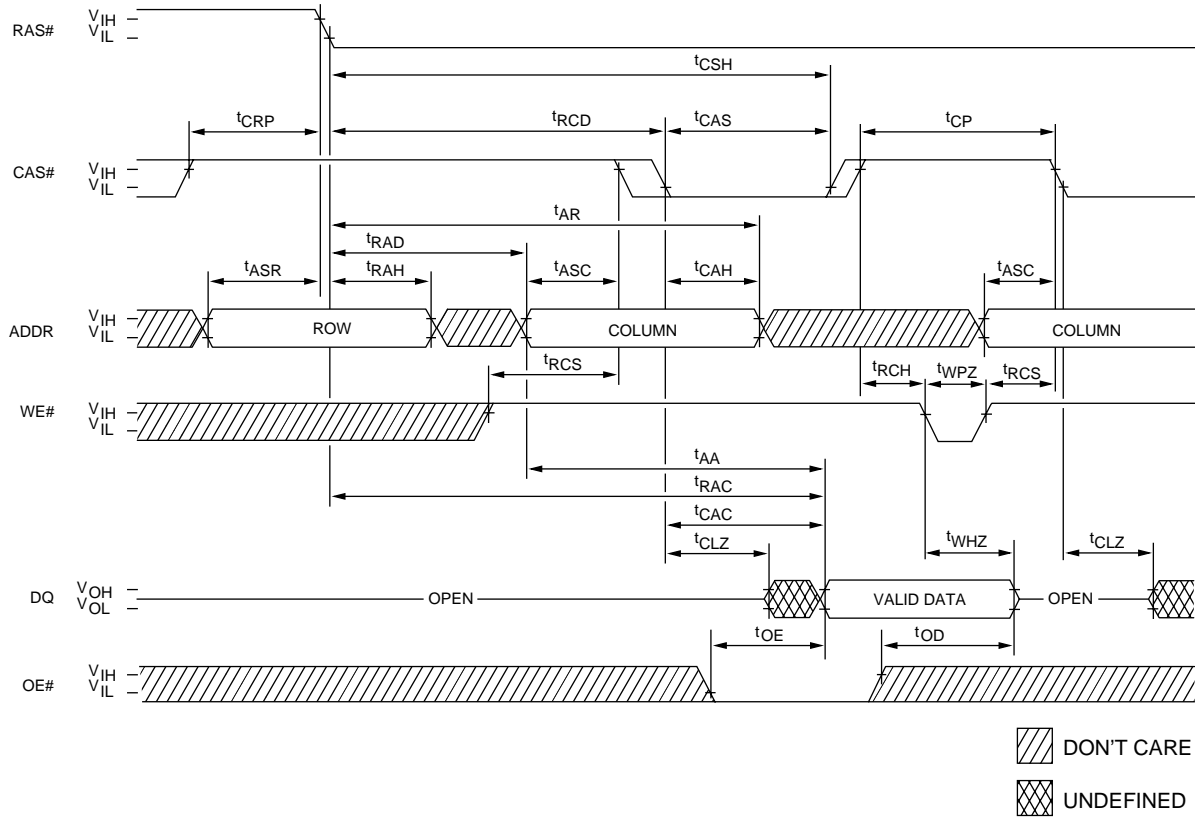 RAS# VIH VIL
tCSH
tCRP tRCD tCAS tCP
CAS# VIH VIL
tAR
tRAD
tASR tRAH tASC tCAH tASC
ADDR VIH VIL ROW COLUMN COLUMN
tRCS tRCH tWPZ tRCS
WE# VIH VIL
tAA
tRAC
tCAC
tCLZ tWHZ tCLZ
DQ VOH VOL OPEN VALID DATA OPEN
tOE tOD
OE# VIH VIL
DON'T CARE
UNDEFINED